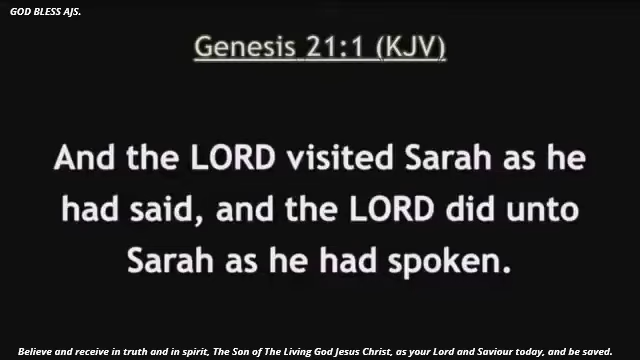 GOD BLESS AJS.
Genesis 21:1 (KJV)
And the LORD visited Sarah as he
had said, and the LORD did unto
Sarah as he had spoken.
Believe and receive in truth and in spirit, The Son of The Living God Jesus Christ, as your Lord and Saviour today, and be saved.